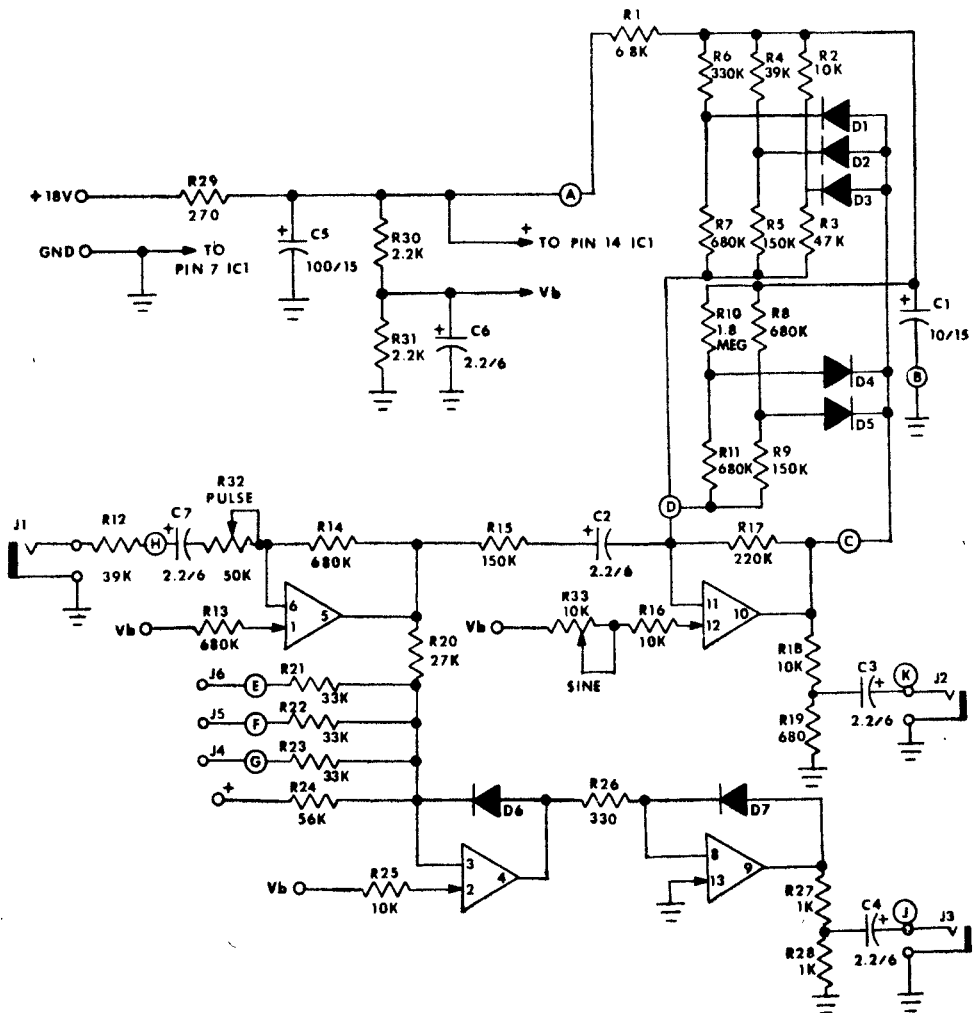 R1
6.8K
R6
330K
R4
39K
R2
10K
D1
D2
D3
R7
680K
R5
150K
R3
47K
+18V
R29
270
A
GND
TO
PIN 7 IC1
+
C5
100/15
R30
2.2K
+
TO PIN 14 IC1
Vb
R31
2.2K
+
C6
2.2/6
R10
1.8
MEG
R8
680K
+
C1
10/15
B
D4
D5
R11
680K
R9
150K
D
C
J1
R12
39K
H
C7
+
2.2/6
R32
PULSE
50K
R14
680K
R15
150K
C2
+
2.2/6
R17
220K
6
1
5
Vb
R13
680K
Vb
R33
10K
SINE
R16
10K
11
12
10
R20
27K
R18
10K
C3
+
2.2/6
K
J2
R19
680
J6
E
R21
33K
J5
F
R22
33K
J4
G
R23
33K
+
R24
56K
D6
R26
330
D7
3
2
4
Vb
R25
10K
8
13
9
R27
1K
C4
+
2.2/6
J
J3
R28
1K